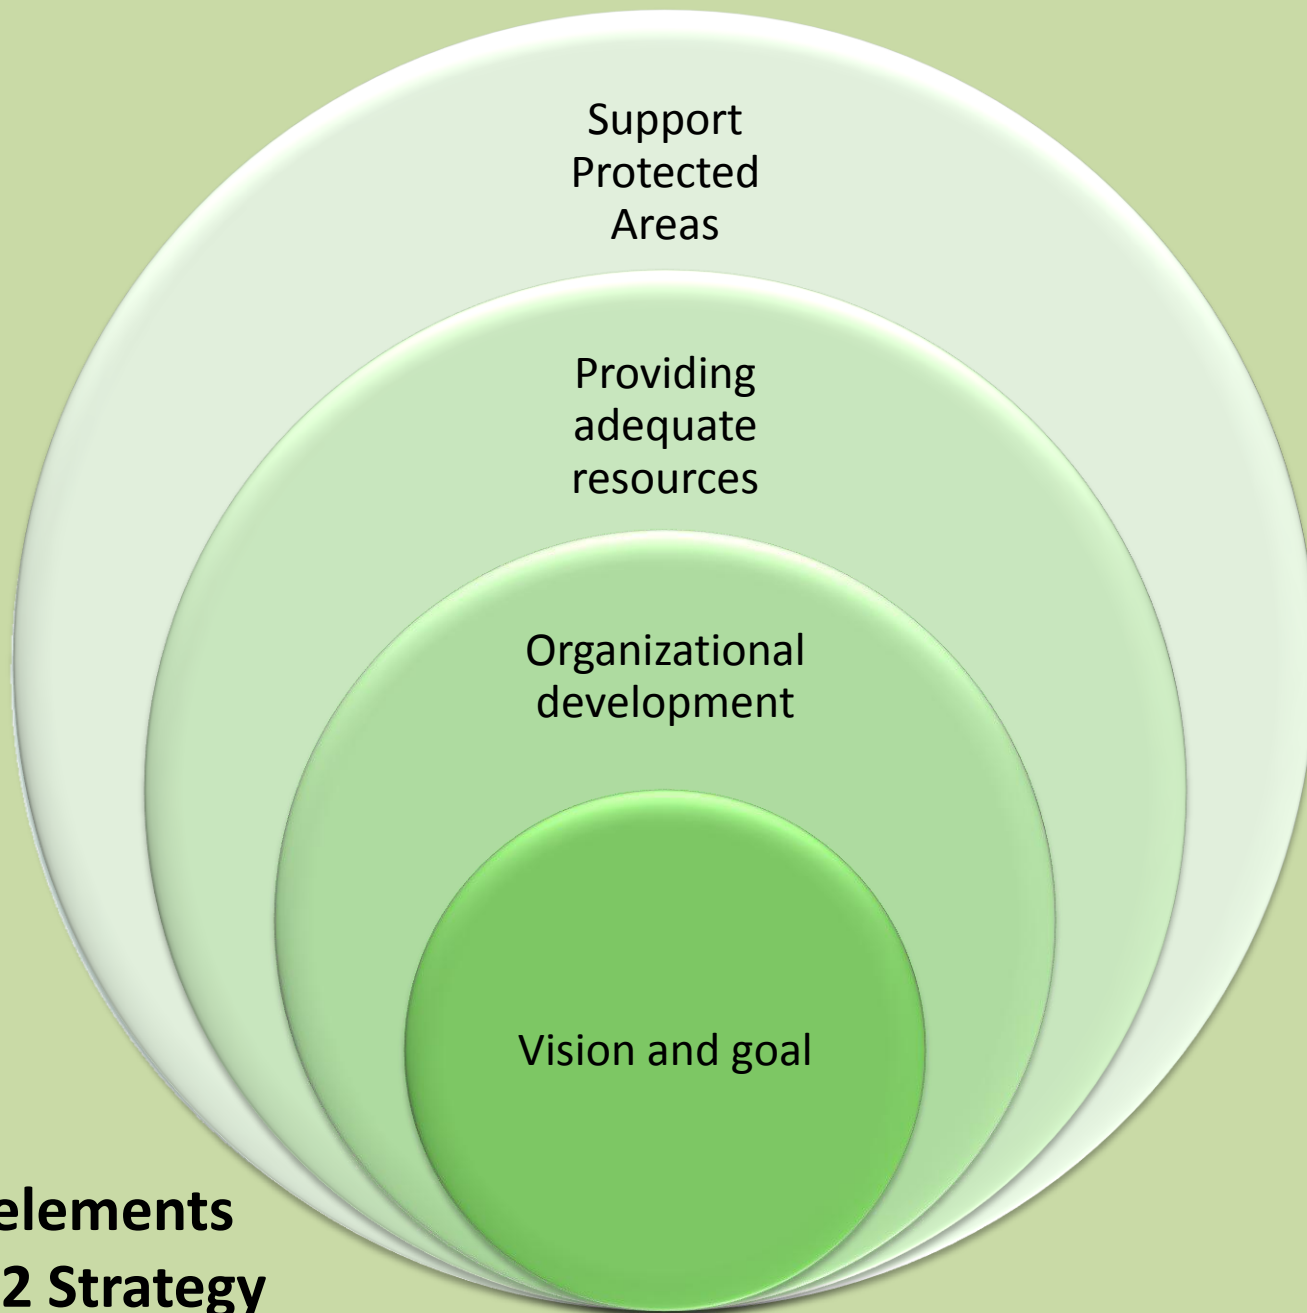 Support
Protected
Areas
Providing
adequate
resources
Organizational
development
Vision and goal
elements
2 Strategy